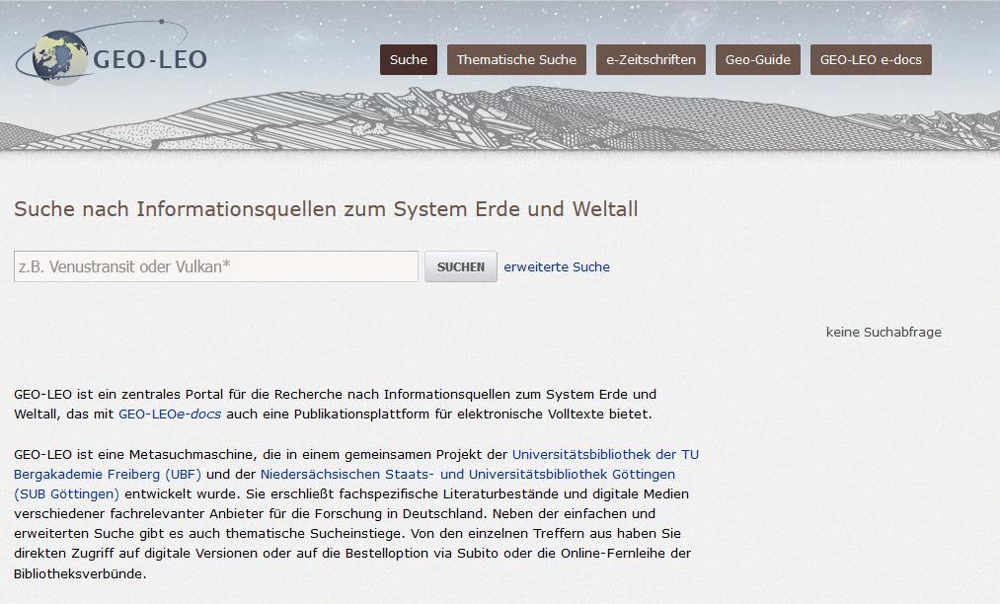 GEO-LEO
Suche
Thematische Suche
e-Zeitschriften
Geo-Guide
GEO-LEO e-docs
Suche nach Informationsquellen zum System Erde und Weltall
z.B. Venustransit oder Vulkan*
SUCHEN
erweiterte Suche
keine Suchabfrage
GEO-LEO ist ein zentrales Portal für die Recherche nach Informationsquellen zum System Erde und
Weltall, das mit GEO-LEOe-docs auch eine Publikationsplattform für elektronische Volltexte bietet.
GEO-LEO ist eine Metasuchmaschine, die in einem gemeinsamen Projekt der Universitätsbibliothek der TU
Bergakademie Freiberg (UBF) und der Niedersächsischen Staats- und Universitätsbibliothek Göttingen
(SUB Göttingen) entwickelt wurde. Sie erschließt fachspezifische Literaturbestände und digitale Medien
verschiedener fachrelevanter Anbieter für die Forschung in Deutschland. Neben der einfachen und
erweiterten Suche gibt es auch thematische Sucheinstiege. Von den einzelnen Treffern aus haben Sie
direkten Zugriff auf digitale Versionen oder auf die Bestelloption via Subito oder die Online-Fernleihe der
Bibliotheksverbünde.